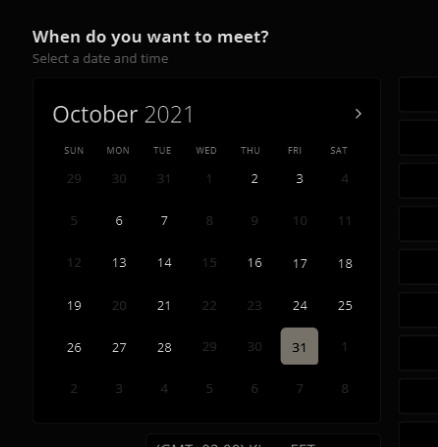 When do you want to meet?
Select a date and time
October 2021
SUN MON TUE WED THU FRI SAT
29 30 31 1 2 3 4
5 6 7 8 9 10 11
12 13 14 15 16 17 18
19 20 21 22 23 24 25
26 27 28 29 30 31 1
2 3 4 5 6 7 8